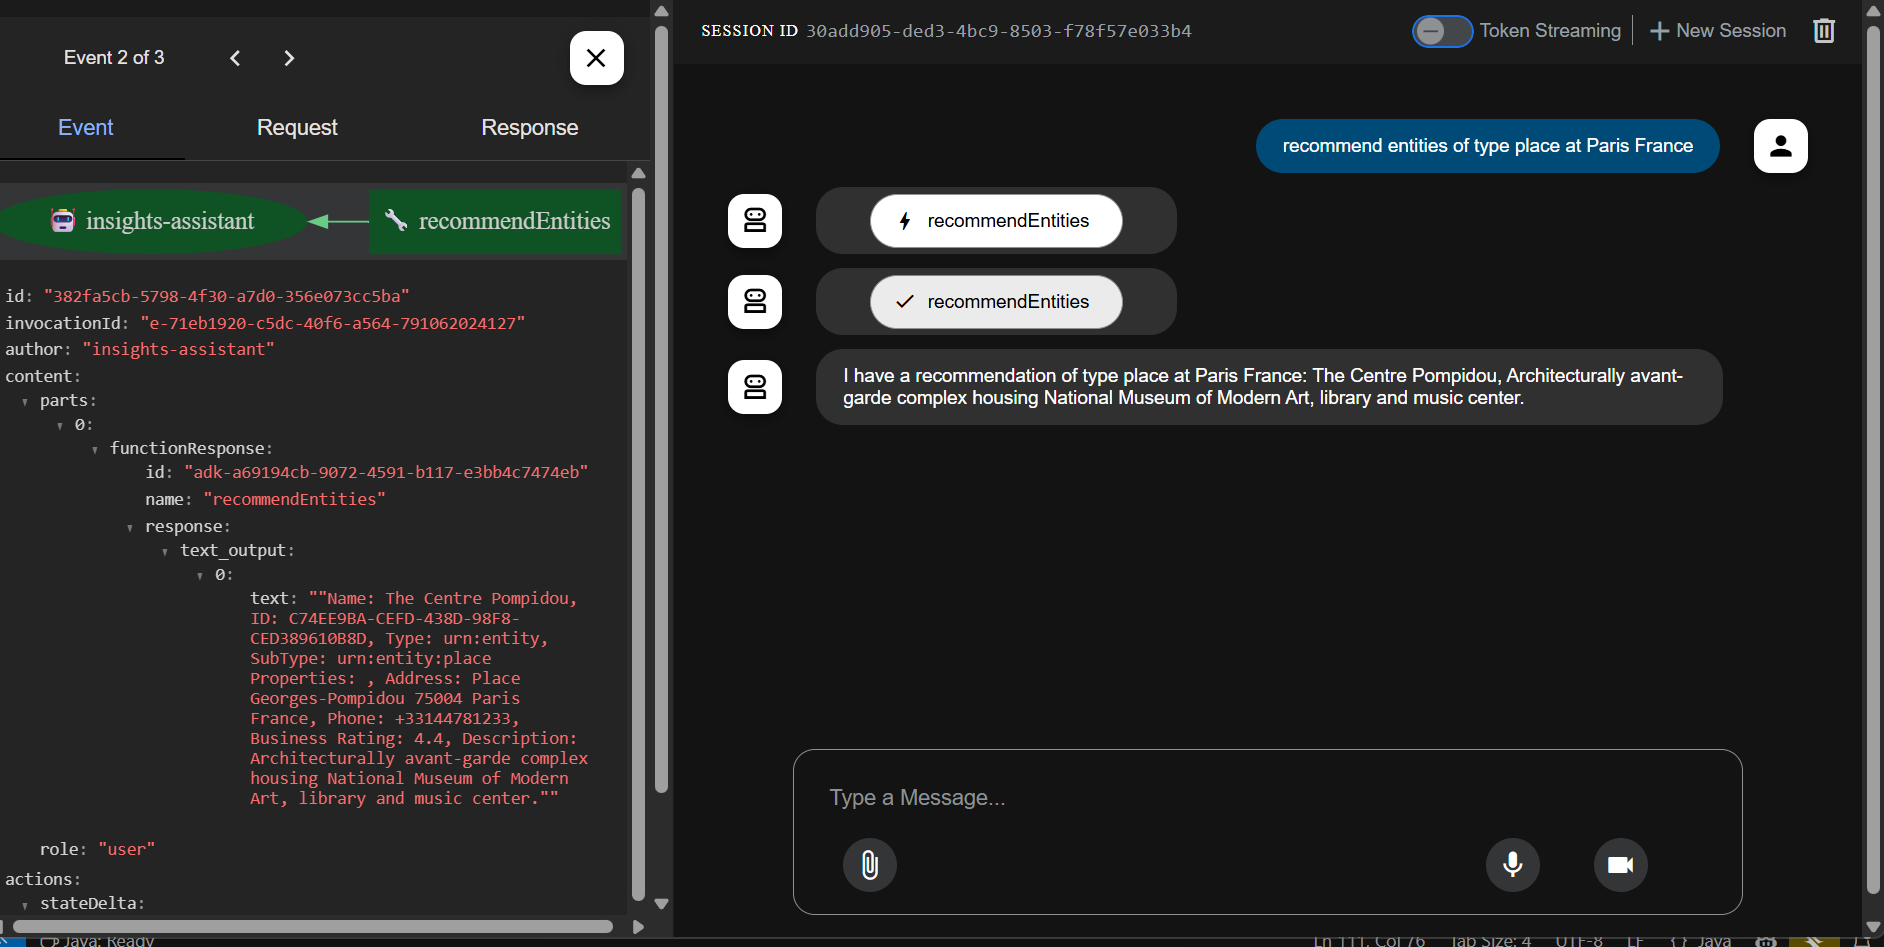 Event 2 of 3
Event
Request
Response
insights-assistant
recommendEntities
id: "382fa5cb-5798-4f30-a7d0-356e073cc5ba"
invocationId: "e-71eb1920-c5dc-40f6-a564-791062024127"
author: "insights-assistant"
content:
parts:
0:
functionResponse:
id: "adk-a69194cb-9072-4591-b117-e3bb4c7474eb"
name: "recommendEntities"
response:
text_output:
0:
text: ""Name: The Centre Pompidou,
ID: C74EE9BA-CEFD-438D-98F8-
CED389610B8D, Type: urn:entity,
SubType: urn:entity:place
Properties: , Address: Place
Georges-Pompidou 75004 Paris
France, Phone: +33144781233,
Business Rating: 4.4, Description:
Architecturally avant-garde complex
housing National Museum of Modern
Art, library and music center.""
role: "user"
actions:
stateDelta:
SESSION ID 30add905-ded3-4bc9-8503-f78f57e033b4
Token Streaming
New Session
recommend entities of type place at Paris France
recommendEntities
recommendEntities
I have a recommendation of type place at Paris France: The Centre Pompidou, Architecturally avant-
garde complex housing National Museum of Modern Art, library and music center.
Type a Message...
Java: Ready
Ln 111, Col 76
Tab Size: 4
UTF-8
LF
{ } Java